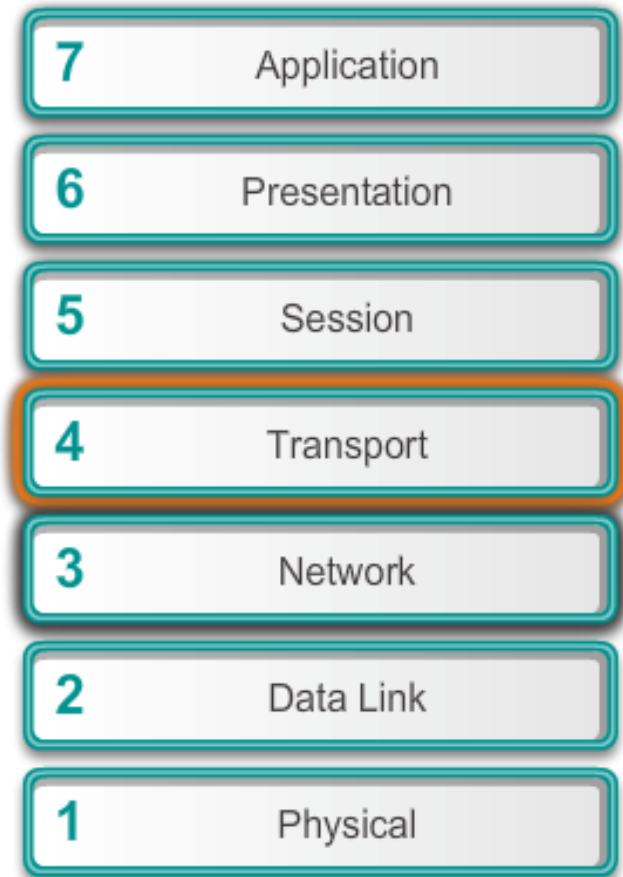 7 Application
6 Presentation
5 Session
4 Transport
3 Network
2 Data Link
1 Physical